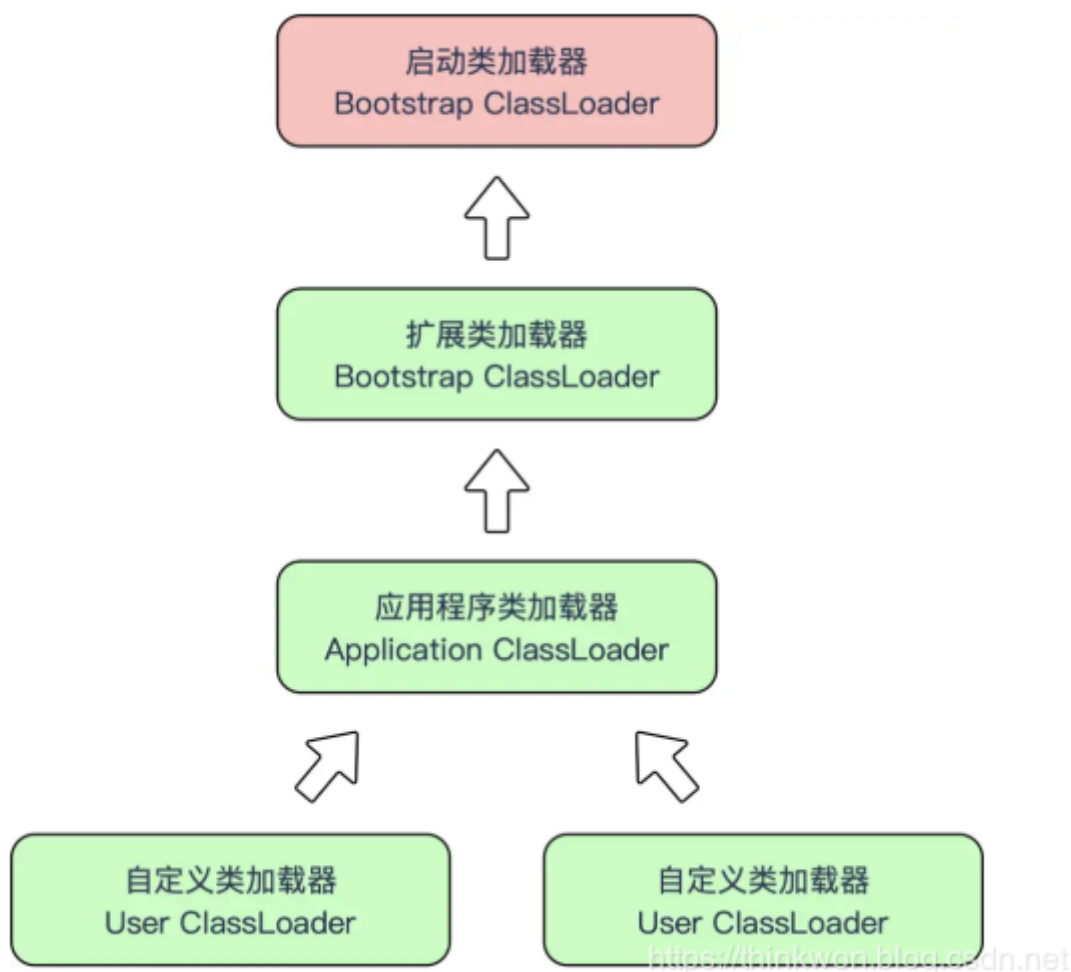 启动类加载器
Bootstrap ClassLoader
扩展类加载器
Bootstrap ClassLoader
应用程序类加载器
Application ClassLoader
自定义类加载器
User ClassLoader
自定义类加载器
User ClassLoader
https://thinkwon.blog.csdn.net